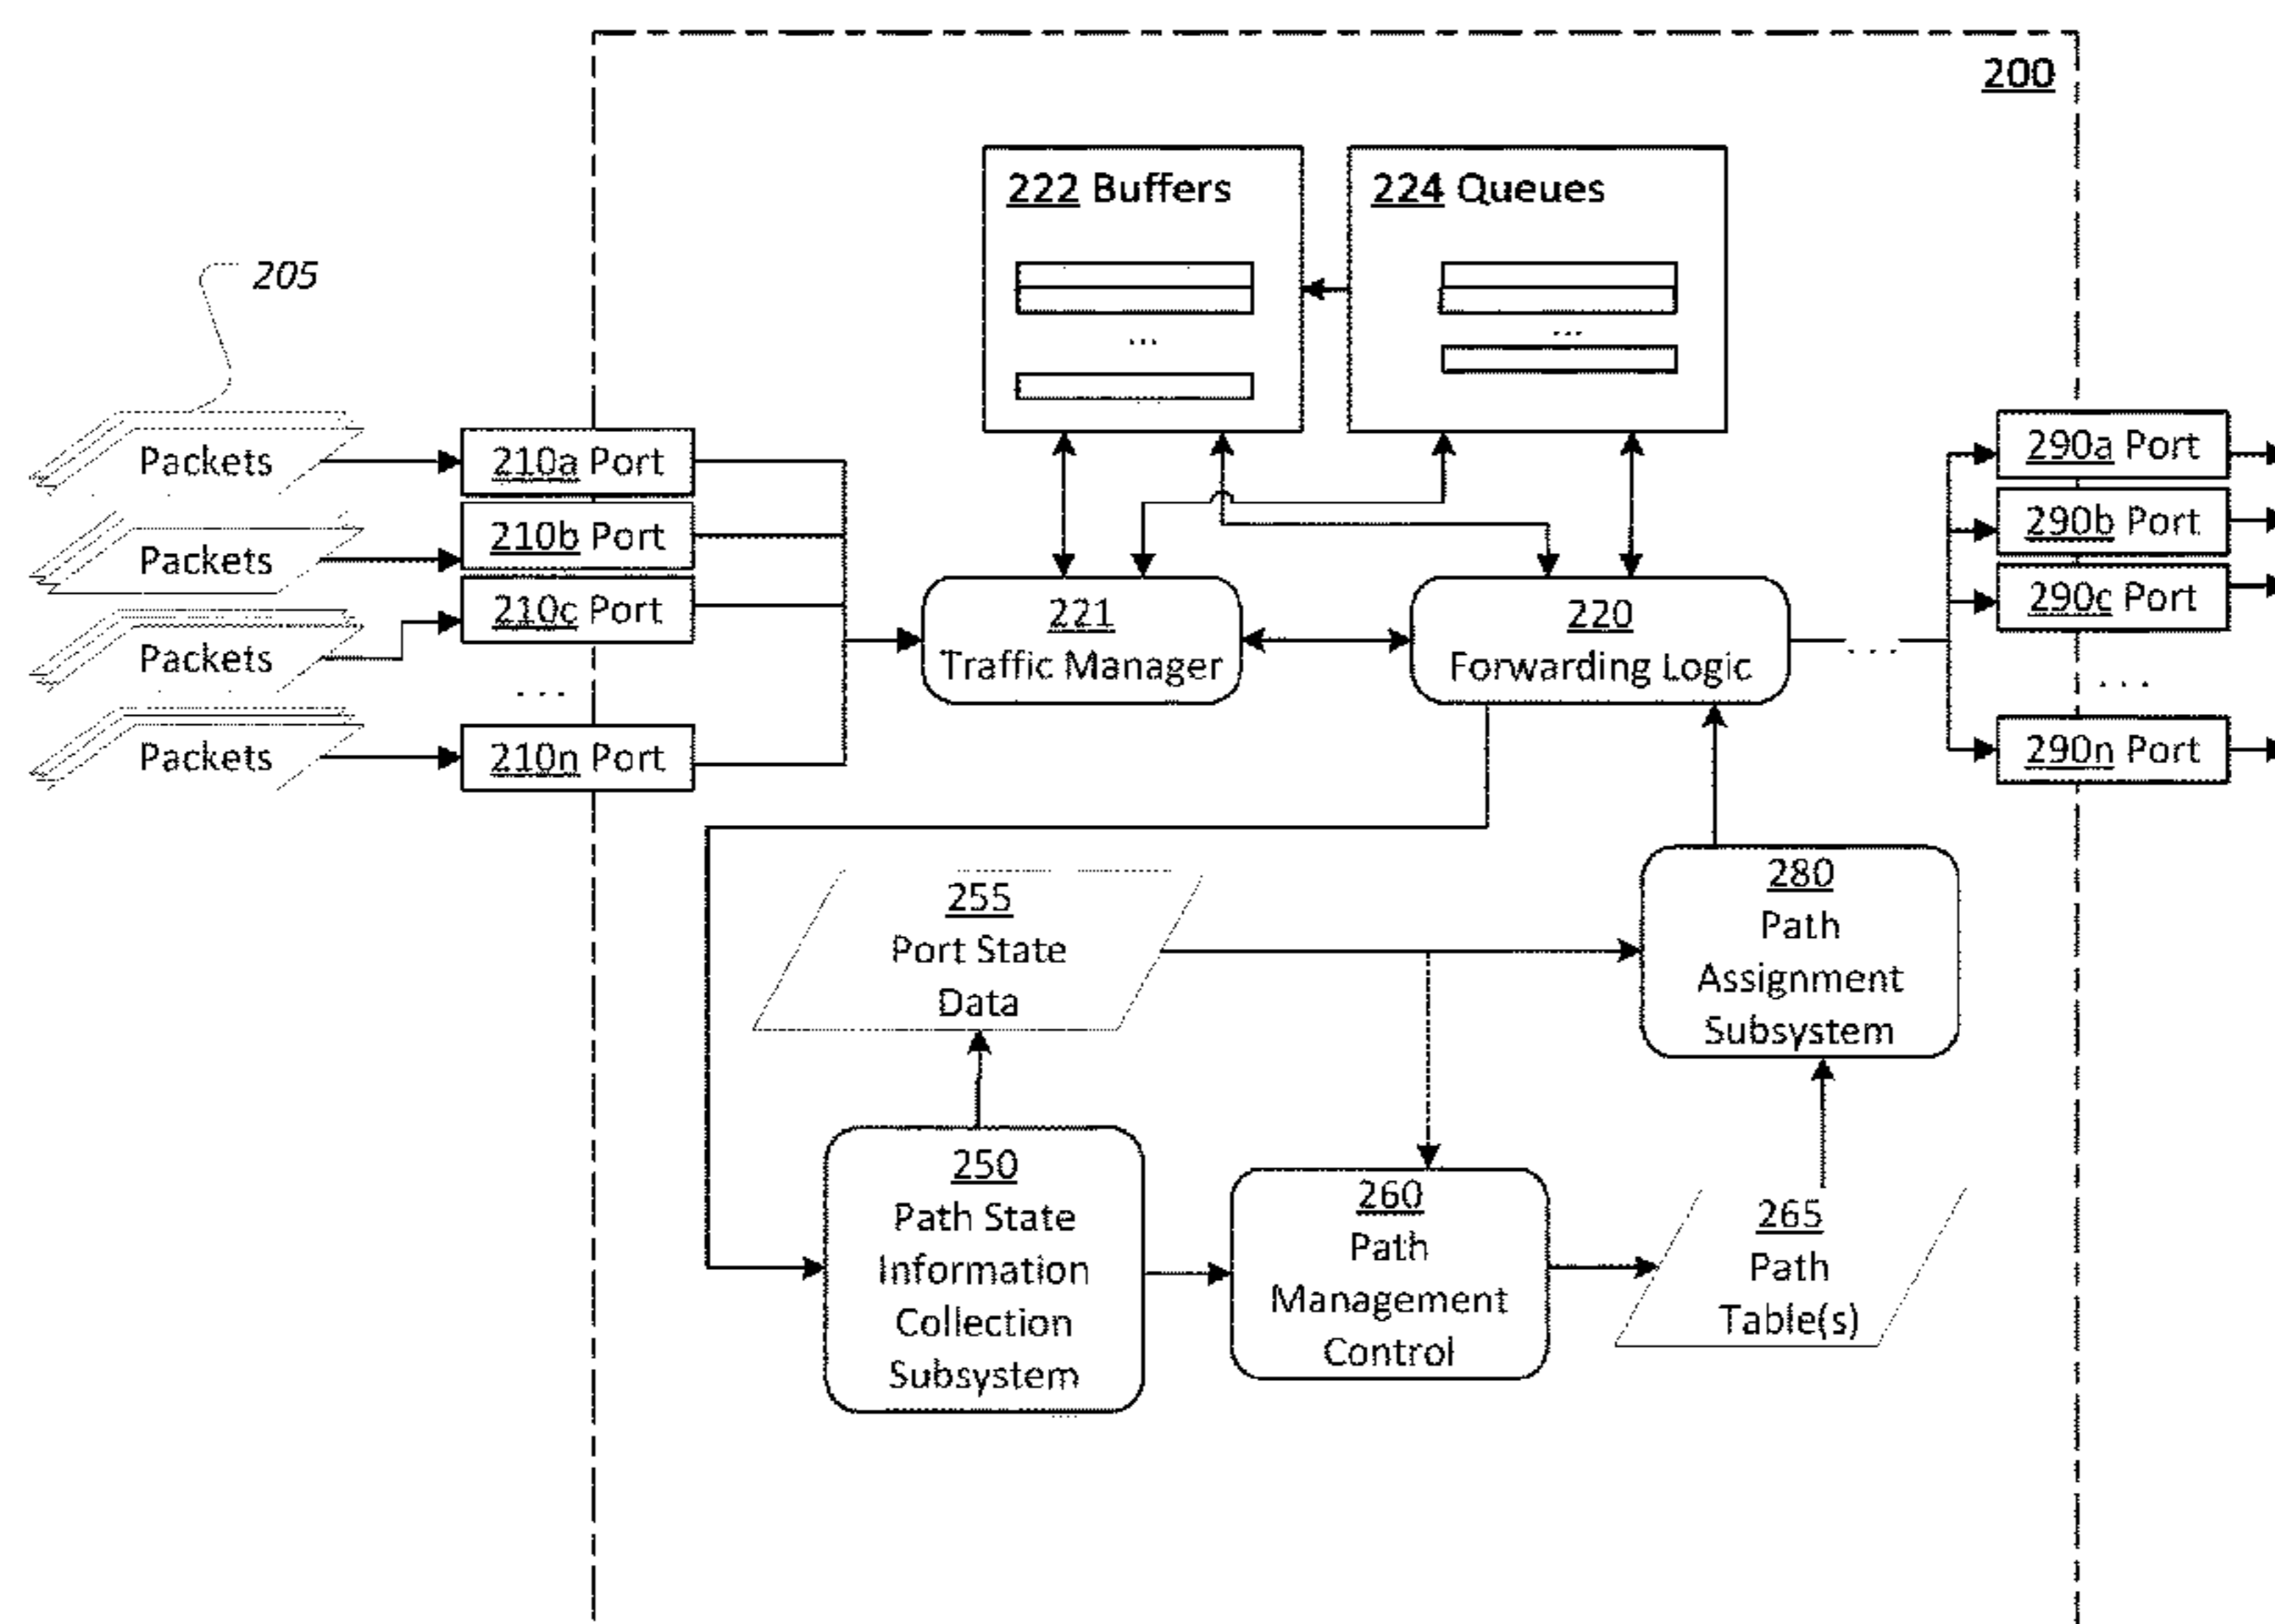 200
222 Buffers
224 Queues
...
...
205
Packets
Packets
Packets
Packets
210a Port
210b Port
210c Port
...
210n Port
221
Traffic Manager
220
Forwarding Logic
...
290a Port
290b Port
290c Port
...
290n Port
255
Port State
Data
280
Path
Assignment
Subsystem
250
Path State
Information
Collection
Subsystem
260
Path
Management
Control
265
Path
Table(s)